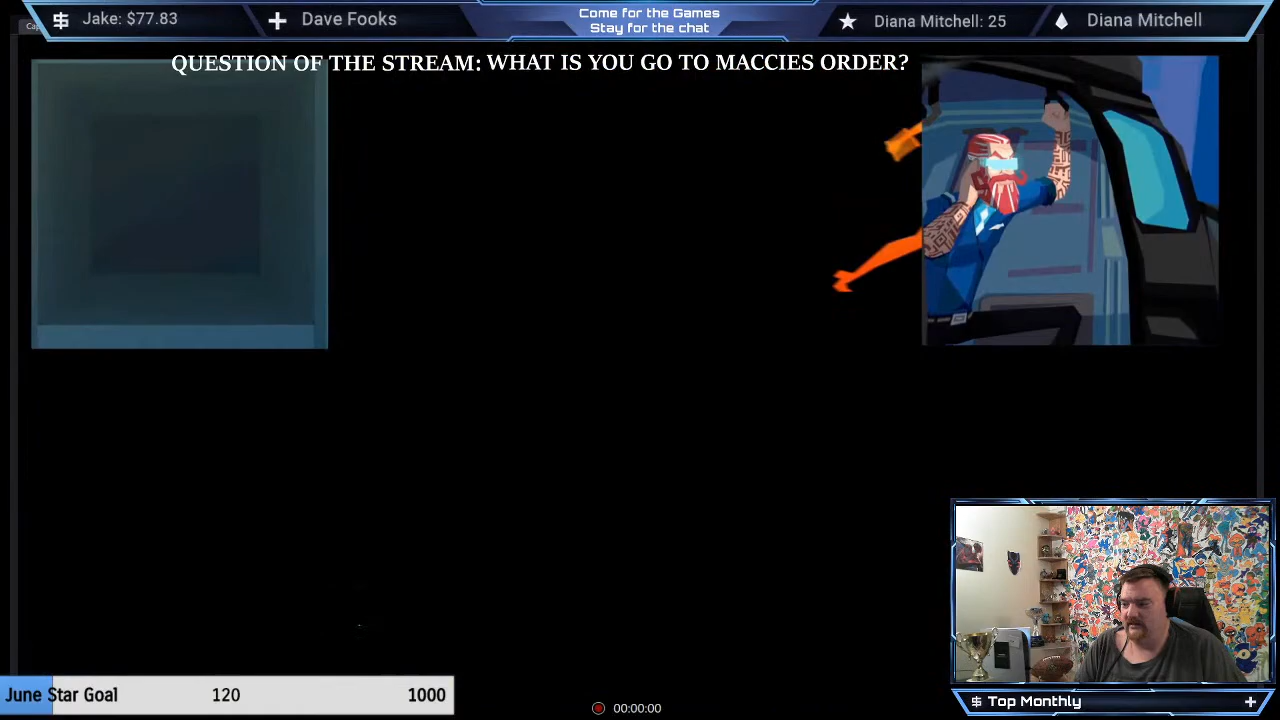 Jake: $77.83
Dave Fooks
Come for the Games
Stay for the chat
Diana Mitchell: 25
Diana Mitchell
QUESTION OF THE STREAM: WHAT IS YOU GO TO MACCIES ORDER?
June Star Goal 120 1000
00:00:00
Top Monthly